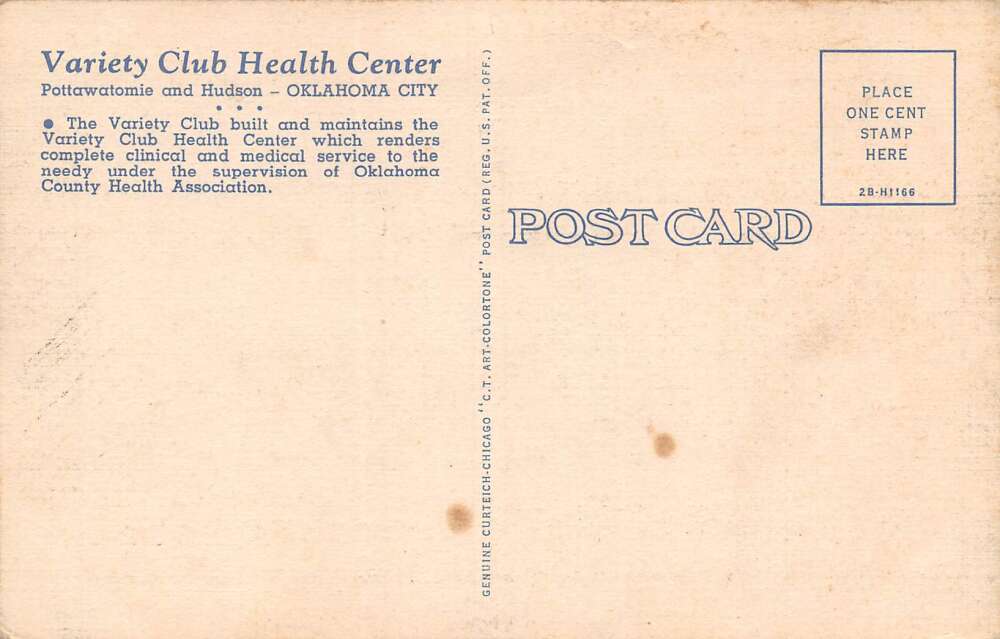 Variety Club Health Center
Pottawatomie and Hudson – OKLAHOMA CITY
• • •
● The Variety Club built and maintains the
Variety Club Health Center which renders
complete clinical and medical service to the
needy under the supervision of Oklahoma
County Health Association.
GENUINE CURTEICH-CHICAGO "C.T. ART-COLORTONE" POST CARD (REG. U.S. PAT. OFF.)
POST CARD
PLACE
ONE CENT
STAMP
HERE
2B-H1166